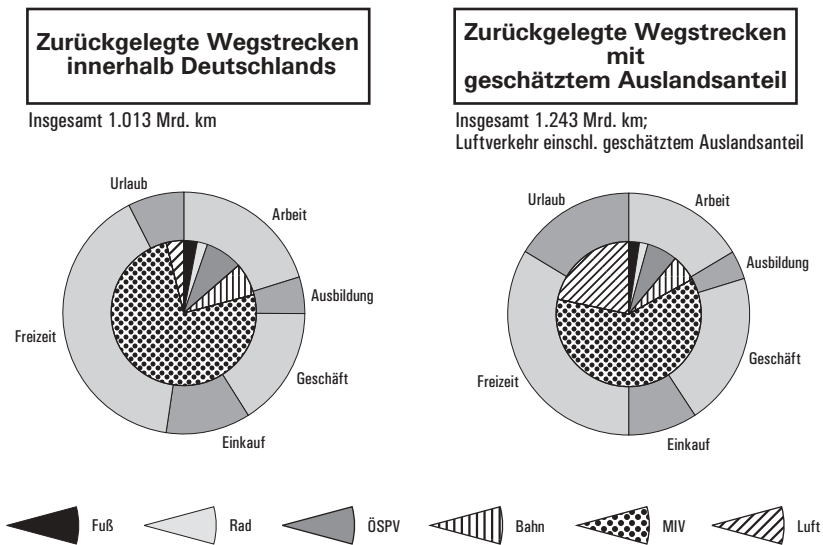 Zurückgelegte Wegstrecken
innerhalb Deutschlands
Insgesamt 1.013 Mrd. km
Urlaub
Arbeit
Ausbildung
Freizeit
Geschäft
Einkauf
Zurückgelegte Wegstrecken
mit
geschätztem Auslandsanteil
Insgesamt 1.243 Mrd. km;
Luftverkehr einschl. geschätztem Auslandsanteil
Urlaub
Arbeit
Ausbildung
Geschäft
Freizeit
Einkauf
Fuß
Rad
ÖSPV
Bahn
MIV
Luft